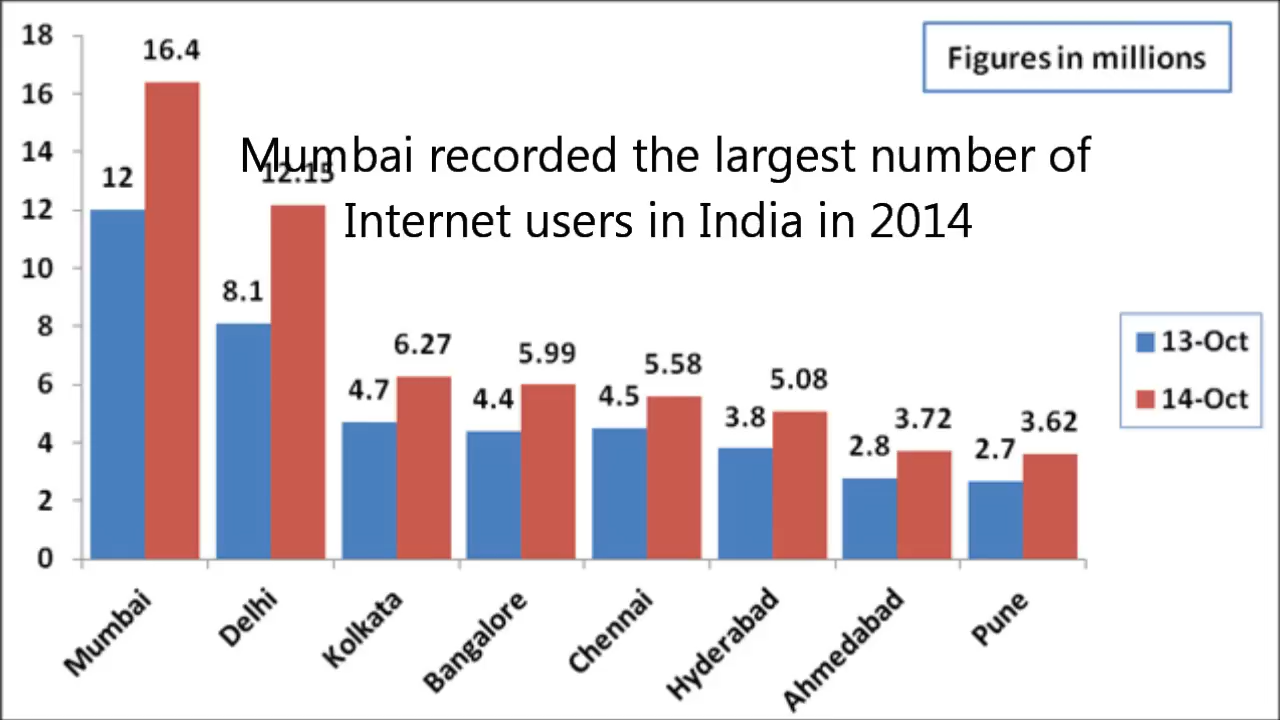 18
16
14
12
10
8
6
4
2
0
Figures in millions
Mumbai recorded the largest number of
Internet users in India in 2014
12
16.4
8.1
12.15
4.7
6.27
4.4
5.99
4.5
5.58
3.8
5.08
2.8
3.72
2.7
3.62
13-Oct
14-Oct
Mumbai
Delhi
Kolkata
Bangalore
Chennai
Hyderabad
Ahmedabad
Pune